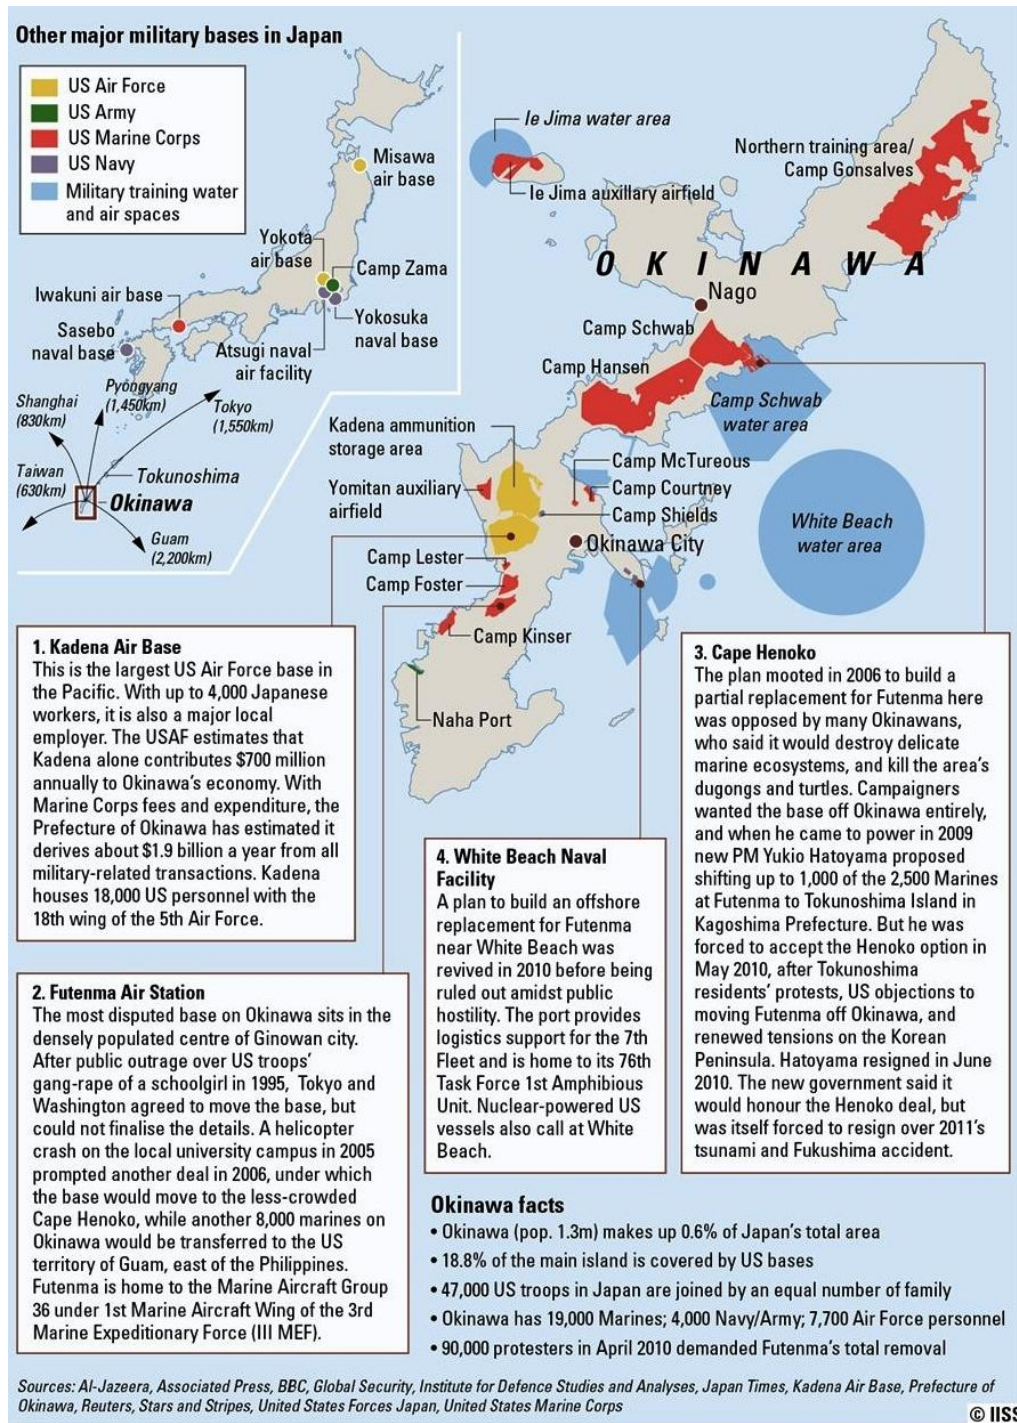 Other major military bases in Japan
US Air Force
US Army
US Marine Corps
US Navy
Military training water
and air spaces
Misawa
air base
Yokota
air base
Camp Zama
Iwakuni air base
Yokosuka
naval base
Sasebo
naval base
Atsugi naval
air facility
Pyongyang
(1,450km)
Shanghai
(830km)
Tokyo
(1,550km)
Taiwan
(630km)
Tokunoshima
Okinawa
Guam
(2,200km)
Ie Jima water area
Ie Jima auxillary airfield
Northern training area/
Camp Gonsalves
OKINAWA
Nago
Camp Schwab
Camp Hansen
Camp Schwab
water area
Kadena ammunition
storage area
Camp McTureous
Yomitan auxiliary
airfield
Camp Courtney
Camp Shields
White Beach
water area
Okinawa City
Camp Lester
Camp Foster
Camp Kinser
Naha Port
1. Kadena Air Base
This is the largest US Air Force base in
the Pacific. With up to 4,000 Japanese
workers, it is also a major local
employer. The USAF estimates that
Kadena alone contributes $700 million
annually to Okinawa's economy. With
Marine Corps fees and expenditure, the
Prefecture of Okinawa has estimated it
derives about $1.9 billion a year from all
military-related transactions. Kadena
houses 18,000 US personnel with the
18th wing of the 5th Air Force.
2. Futenma Air Station
The most disputed base on Okinawa sits in the
densely populated centre of Ginowan city.
After public outrage over US troops'
gang-rape of a schoolgirl in 1995, Tokyo and
Washington agreed to move the base, but
could not finalise the details. A helicopter
crash on the local university campus in 2005
prompted another deal in 2006, under which
the base would move to the less-crowded
Cape Henoko, while another 8,000 marines on
Okinawa would be transferred to the US
territory of Guam, east of the Philippines.
Futenma is home to the Marine Aircraft Group
36 under 1st Marine Aircraft Wing of the 3rd
Marine Expeditionary Force (III MEF).
3. Cape Henoko
The plan mooted in 2006 to build a
partial replacement for Futenma here
was opposed by many Okinawans,
who said it would destroy delicate
marine ecosystems, and kill the area's
dugongs and turtles. Campaigners
wanted the base off Okinawa entirely,
and when he came to power in 2009
new PM Yukio Hatoyama proposed
shifting up to 1,000 of the 2,500 Marines
at Futenma to Tokunoshima Island in
Kagoshima Prefecture. But he was
forced to accept the Henoko option in
May 2010, after Tokunoshima
residents' protests, US objections to
moving Futenma off Okinawa, and
renewed tensions on the Korean
Peninsula. Hatoyama resigned in June
2010. The new government said it
would honour the Henoko deal, but
was itself forced to resign over 2011's
tsunami and Fukushima accident.
4. White Beach Naval
Facility
A plan to build an offshore
replacement for Futenma
near White Beach was
revived in 2010 before being
ruled out amidst public
hostility. The port provides
logistics support for the 7th
Fleet and is home to its 76th
Task Force 1st Amphibious
Unit. Nuclear-powered US
vessels also call at White
Beach.
Okinawa facts
• Okinawa (pop. 1.3m) makes up 0.6% of Japan's total area
• 18.8% of the main island is covered by US bases
• 47,000 US troops in Japan are joined by an equal number of family
• Okinawa has 19,000 Marines; 4,000 Navy/Army; 7,700 Air Force personnel
• 90,000 protesters in April 2010 demanded Futenma's total removal
Sources: Al-Jazeera, Associated Press, BBC, Global Security, Institute for Defence Studies and Analyses, Japan Times, Kadena Air Base, Prefecture of
Okinawa, Reuters, Stars and Stripes, United States Forces Japan, United States Marine Corps
© IISS